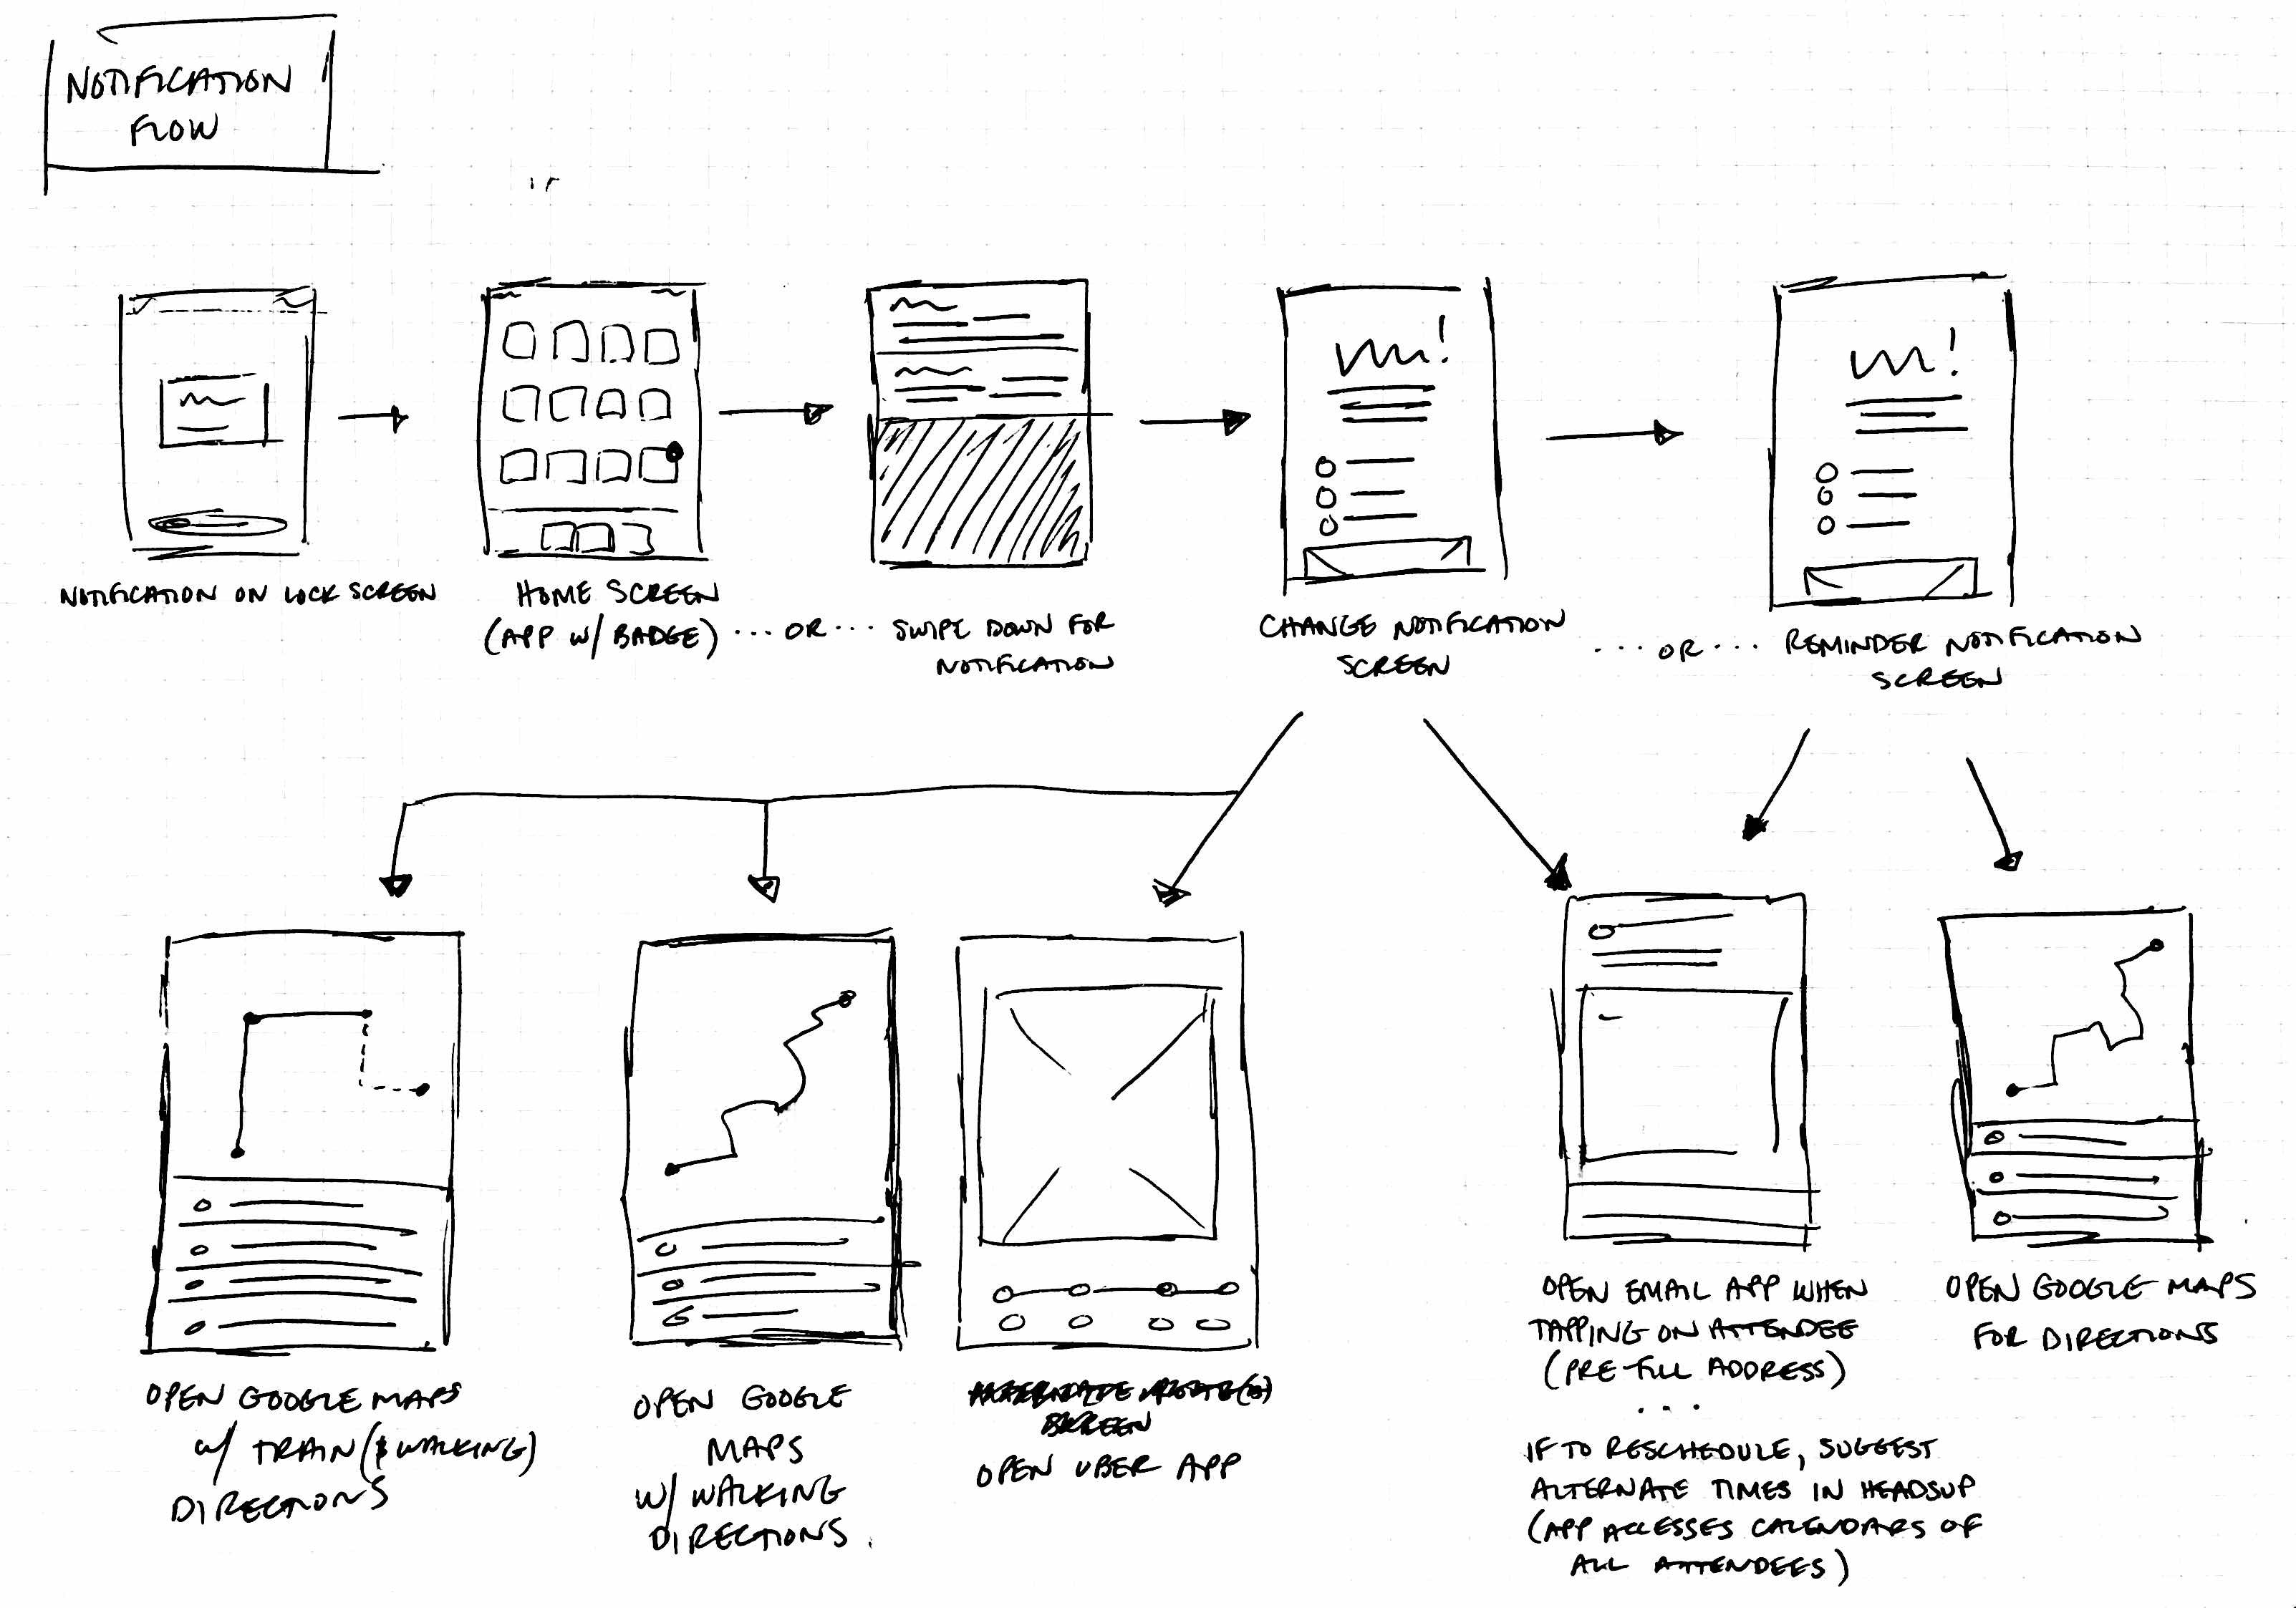 NOTIFICATION
FLOW
NOTIFICATION ON LOCK SCREEN
HOME SCREEN
(APP W/ BADGE)
...OR...
SWIPE DOWN FOR
NOTIFICATION
CHANGE NOTIFICATION
SCREEN
...OR...
REMINDER NOTIFICATION
SCREEN
OPEN GOOGLE MAPS
W/ TRAIN (& WALKING)
DIRECTIONS
OPEN GOOGLE
MAPS
W/ WALKING
DIRECTIONS.
SCREEN
OPEN UBER APP
OPEN EMAIL APP WHEN
TAPPING ON ATTENDEE
(PRE-FILL ADDRESS)
...
IF TO RESCHEDULE, SUGGEST
ALTERNATE TIMES IN HEADSUP
(APP ACCESSES CALENDARS OF
ALL ATTENDEES)
OPEN GOOGLE MAPS
FOR DIRECTIONS